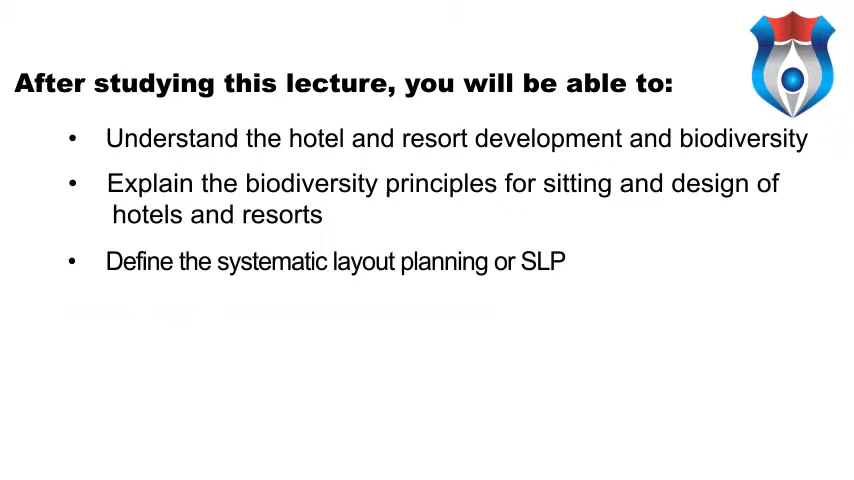 After studying this lecture, you will be able to:
• Understand the hotel and resort development and biodiversity
• Explain the biodiversity principles for sitting and design of
hotels and resorts
• Define the systematic layout planning or SLP